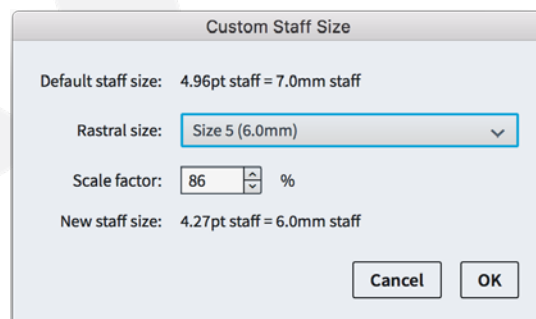 Custom Staff Size
Default staff size: 4.96pt staff = 7.0mm staff
Rastral size: Size 5 (6.0mm)
Scale factor: 86 %
New staff size: 4.27pt staff = 6.0mm staff
Cancel OK